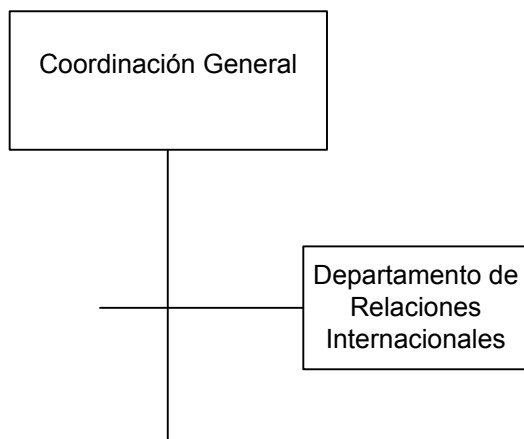 Coordinación General
Departamento de
Relaciones
Internacionales